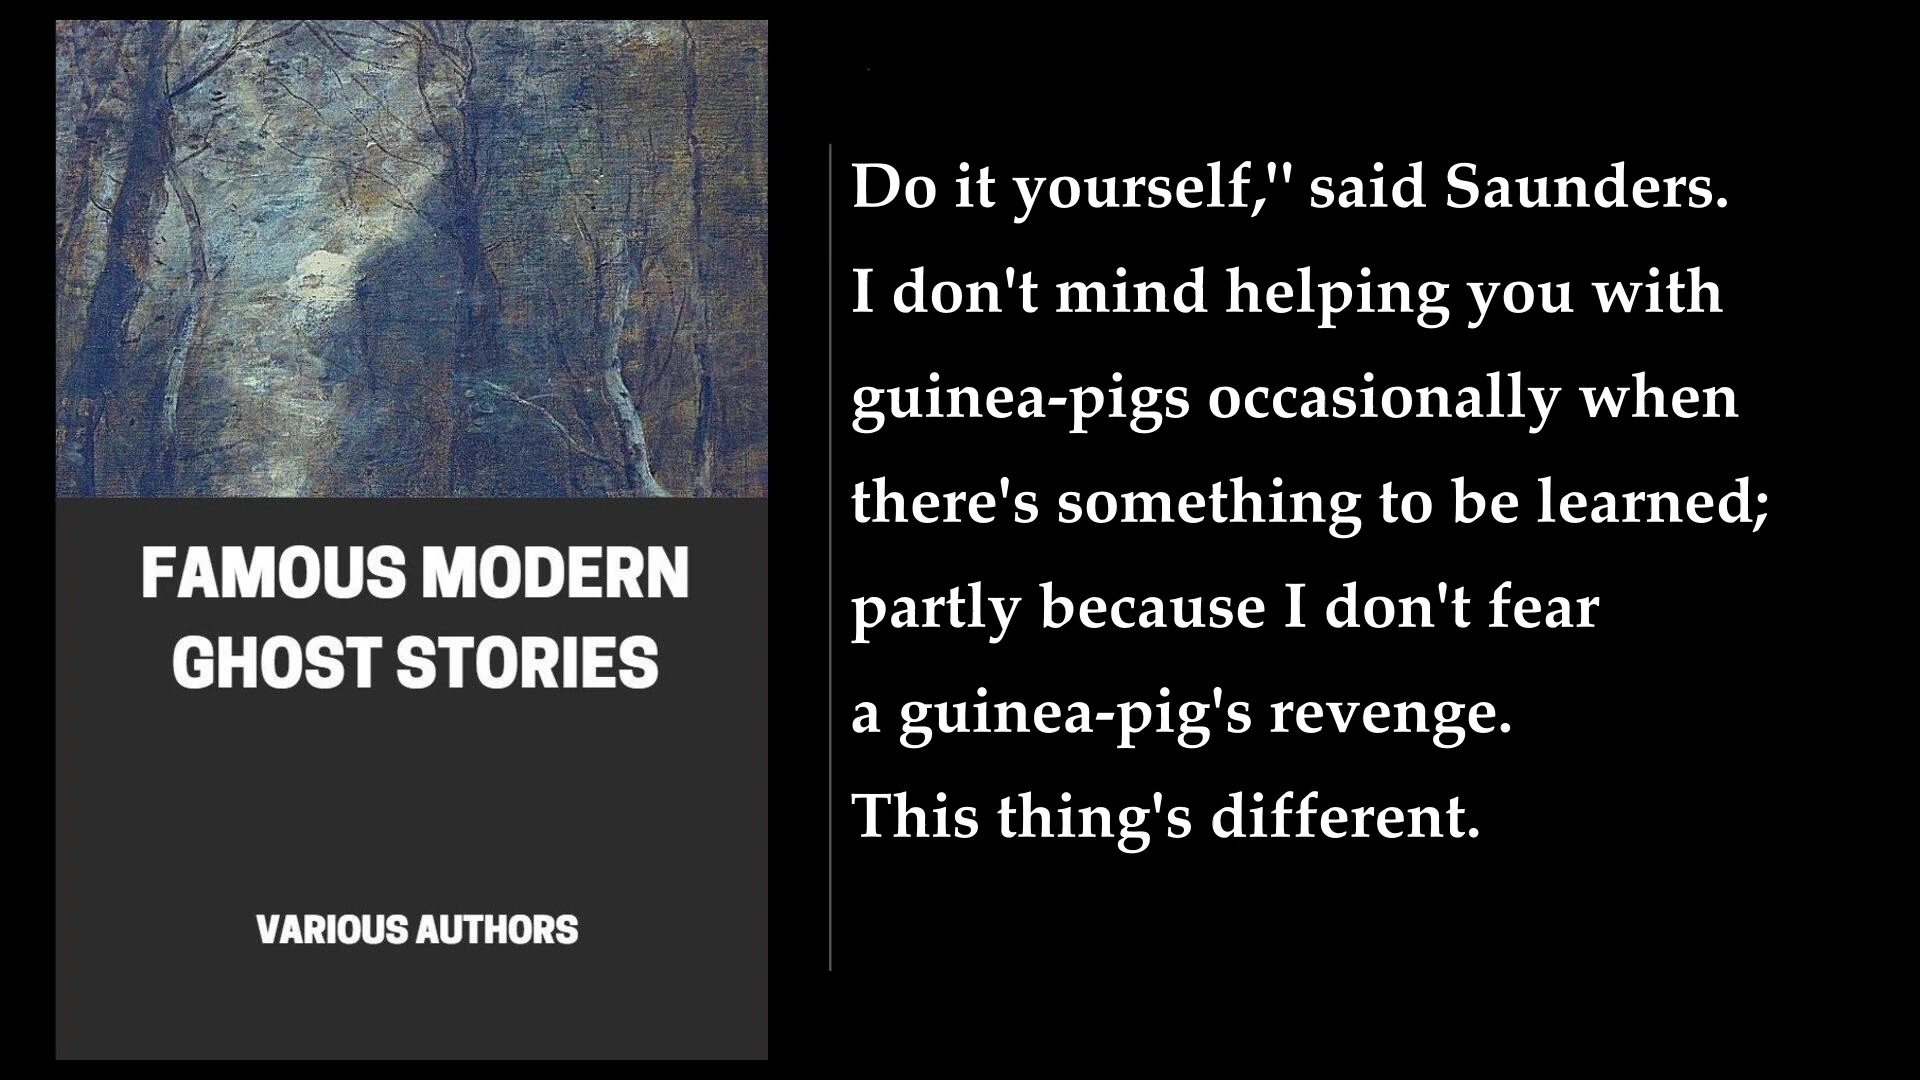 FAMOUS MODERN
GHOST STORIES
VARIOUS AUTHORS
Do it yourself," said Saunders.
I don't mind helping you with
guinea-pigs occasionally when
there's something to be learned;
partly because I don't fear
a guinea-pig's revenge.
This thing's different.